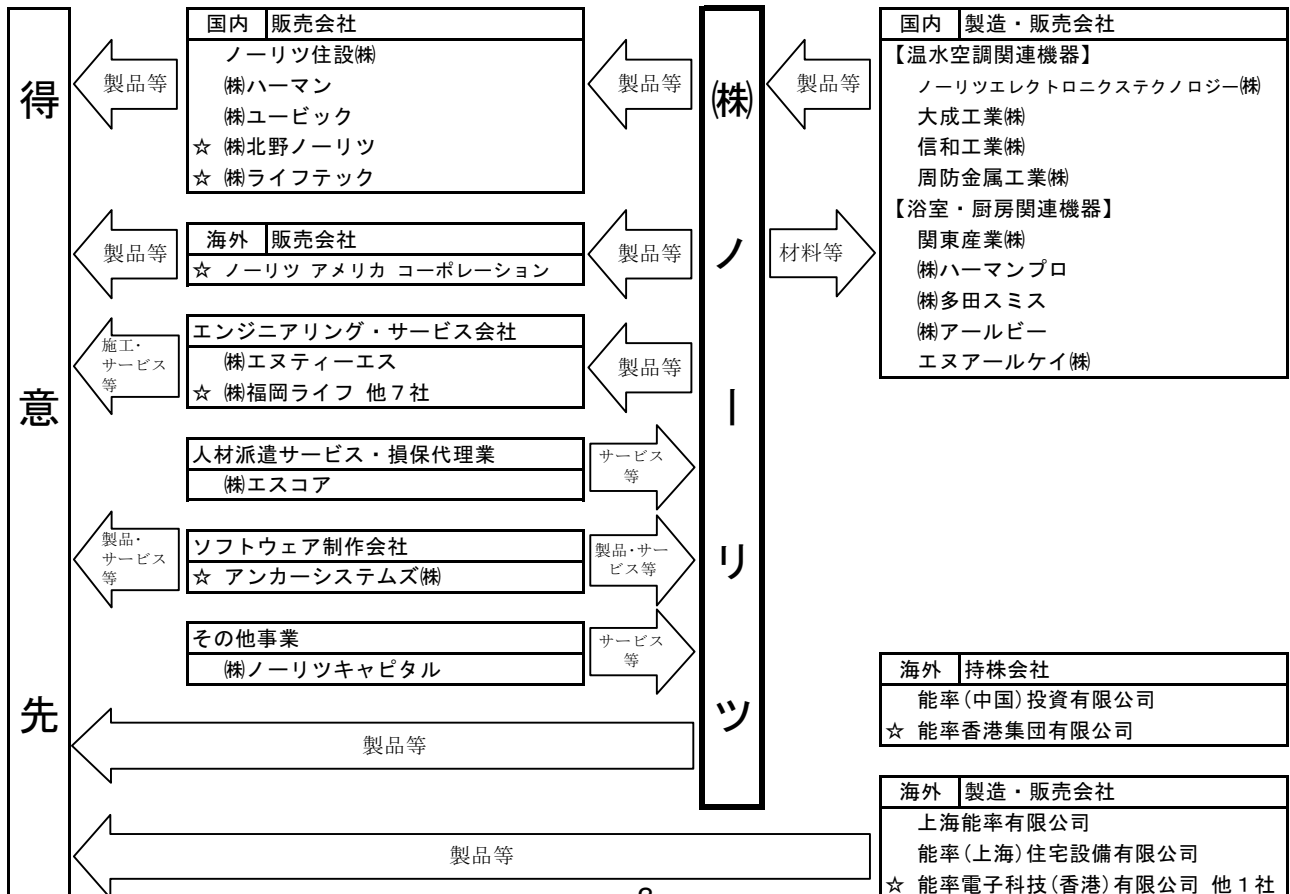 得意先
国内 販売会社
ノーリツ住設㈱
㈱ハーマン
㈱ユービック
☆ ㈱北野ノーリツ
☆ ㈱ライフテック
製品等
製品等
海外 販売会社
☆ ノーリツ アメリカ コーポレーション
製品等
製品等
エンジニアリング・サービス会社
㈱エヌティーエス
☆ ㈱福岡ライフ 他7社
施工・
サービス
等
製品等
人材派遣サービス・損保代理業
㈱エスコア
サービス
等
ソフトウェア制作会社
☆ アンカーシステムズ㈱
製品・
サービス
等
製品・サー
ビス等
その他事業
㈱ノーリツキャピタル
サービス
等
製品等
製品等
㈱ノーリツ
製品等
材料等
国内 製造・販売会社
【温水空調関連機器】
ノーリツエレクトロニクステクノロジー㈱
大成工業㈱
信和工業㈱
周防金属工業㈱
【浴室・厨房関連機器】
関東産業㈱
㈱ハーマンプロ
㈱多田スミス
㈱アールビー
エヌアールケイ㈱
海外 持株会社
能率(中国)投資有限公司
☆ 能率香港集団有限公司
海外 製造・販売会社
上海能率有限公司
能率(上海)住宅設備有限公司
☆ 能率電子科技(香港)有限公司 他1社